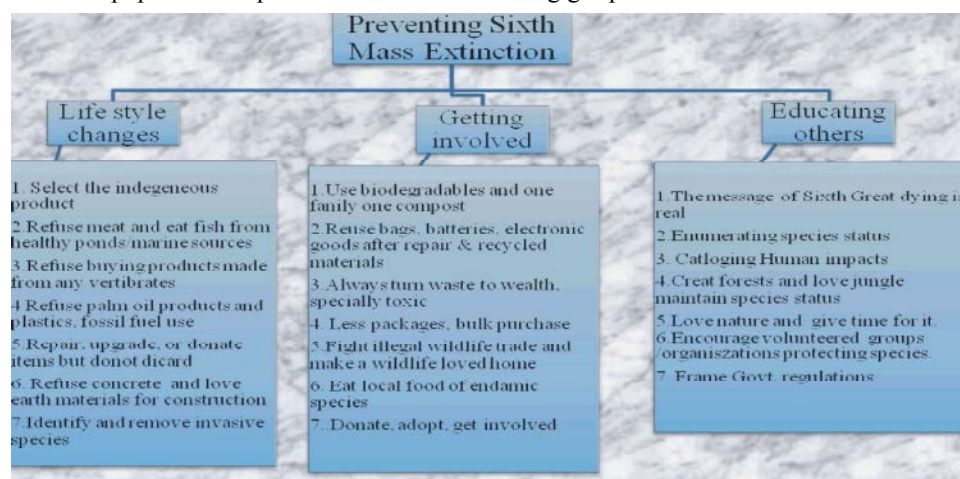 Preventing Sixth
Mass Extinction
Life style
changes
1. Select the indegeneous
product
2.Refuse meat and eat fish from
healthy ponds/marine sources
3.Refuse buying products made
from any vertibrates
4.Refuse palm oil products and
plastics, fossil fuel use
5.Repair, upgrade, or donate
items but donot dicard
6. Refuse concrete and love
earth materials for construction
7.Identify and remove invasive
species
Getting
involved
1.Use biodegradables and one
family one compost
2.Reuse bags, batteries, electronic
goods after repair & recycled
materials
3.Always turn waste to wealth,
specially toxic
4. Less packages, bulk purchase
5.Fight illegal wildlife trade and
make a wildlife loved home
6. Eat local food of endamic
species
7..Donate, adopt, get involved
Educating
others
1.The message of Sixth Great dying is
real
2.Enumerating species status
3. Catloging Human impacts
4.Creat forests and love jungle
maintain species status
5.Love nature and give time for it.
6.Encourage volunteered groups
/organiszations protecting species.
7. Frame Govt. regulations